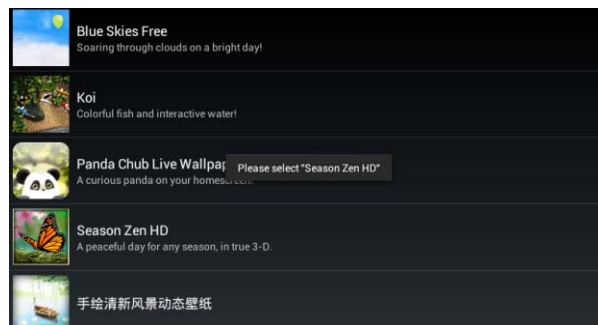 Blue Skies Free
Soaring through clouds on a bright day!
Koi
Colorful fish and interactive water!
Panda Chub Live Wallpap
Please select "Season Zen HD"
A curious panda on your homescreen.
Season Zen HD
A peaceful day for any season, in true 3-D.
手绘清新风景动态壁纸